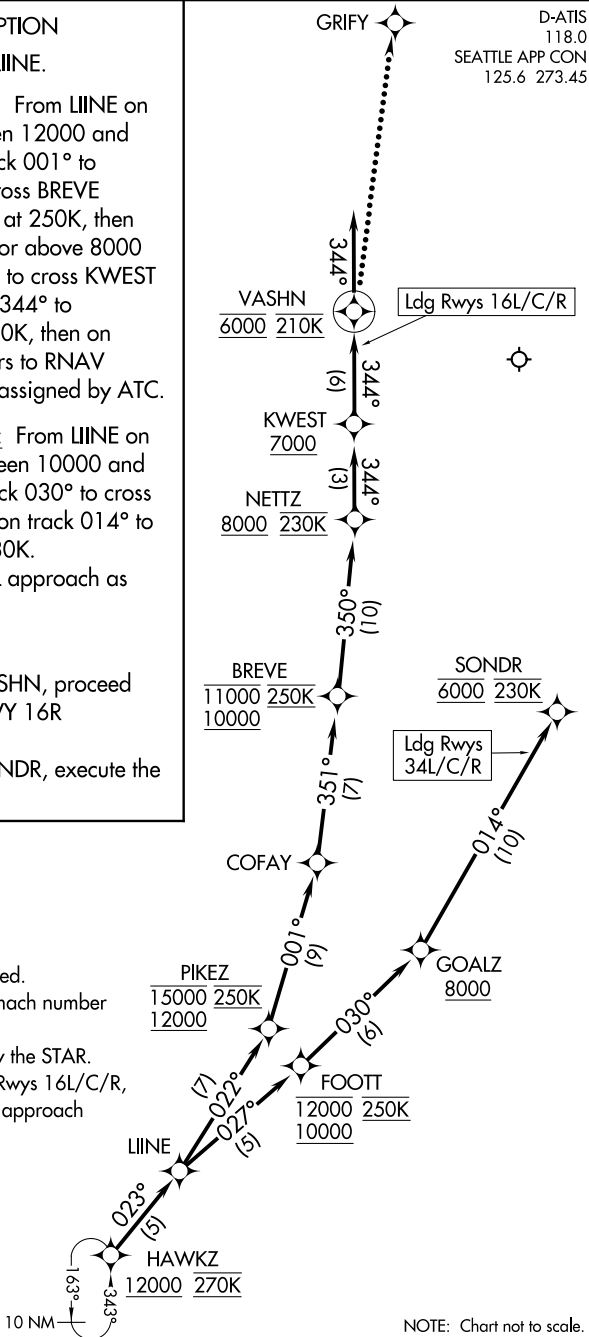 PTION
LIINE.
From LIINE on
en 12000 and
ck 001° to
ross BREVE
at 250K, then
or above 8000
to cross KWEST
344° to
0K, then on
rs to RNAV
assigned by ATC.
From LIINE on
een 10000 and
ck 030° to cross
on track 014° to
30K.
approach as
SHN, proceed
VY 16R
NDR, execute the
ed.
mach number
y the STAR.
Rwys 16L/C/R,
approach
D-ATIS
118.0
SEATTLE APP CON
125.6 273.45
GRIFY
344°
VASHN
6000 210K
Ldg Rwys 16L/C/R
344°
(6)
KWEST
7000
344°
(3)
NETTZ
8000 230K
350°
(10)
BREVE
11000 250K
10000
SONDR
6000 230K
Ldg Rwys
34L/C/R
351°
(7)
014°
(10)
COFAY
001°
(9)
GOALZ
8000
PIKEZ
15000 250K
12000
030°
(6)
FOOTT
12000 250K
10000
022°
(7)
027°
(5)
LIINE
023°
(5)
HAWKZ
12000 270K
163°
343°
10 NM
NOTE: Chart not to scale.